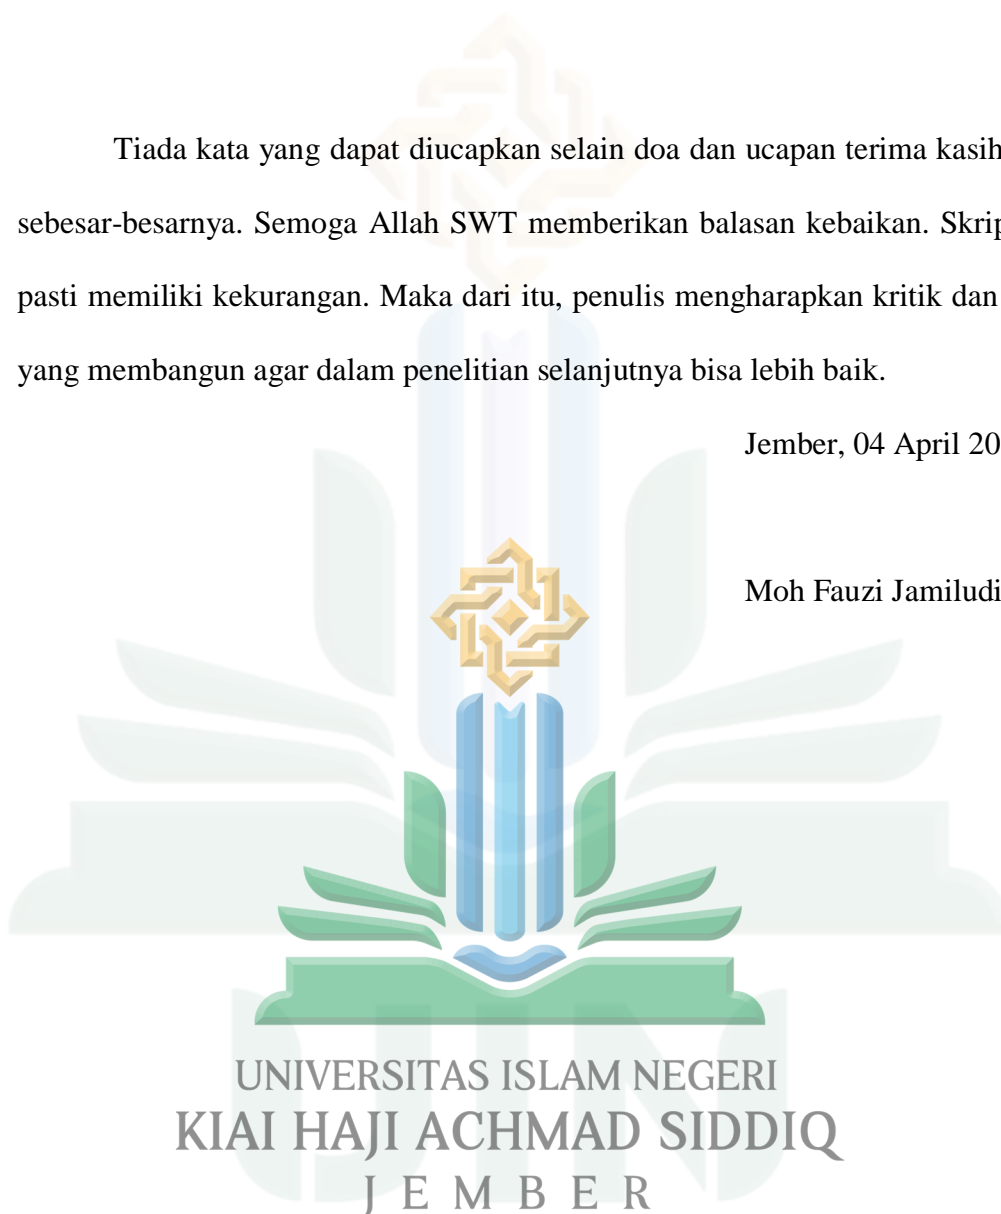 Tiada kata yang dapat diucapkan selain doa dan ucapan terima kasih
sebesar-besarnya. Semoga Allah SWT memberikan balasan kebaikan. Skrip
pasti memiliki kekurangan. Maka dari itu, penulis mengharapkan kritik dan
yang membangun agar dalam penelitian selanjutnya bisa lebih baik.
Jember, 04 April 20
Moh Fauzi Jamiludi
UIN
UNIVERSITAS ISLAM NEGERI
KIAI HAJI ACHMAD SIDDIQ
JEMBER